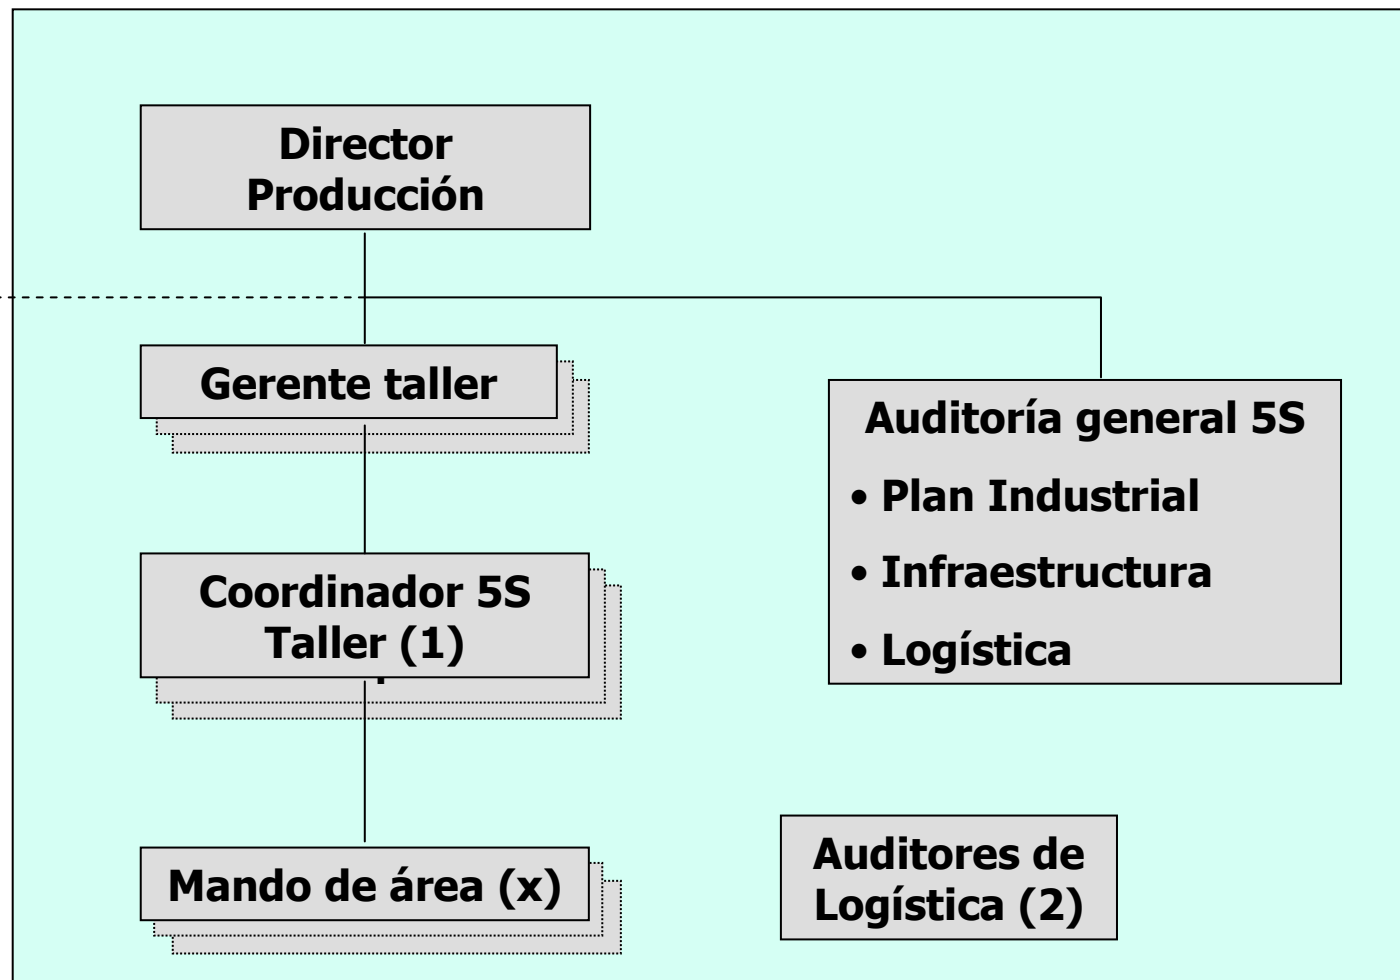 Director
Producción
Gerente taller
Auditoría general 5S
• Plan Industrial
• Infraestructura
• Logística
Coordinador 5S
Taller (1)
Mando de área (x)
Auditores de
Logística (2)